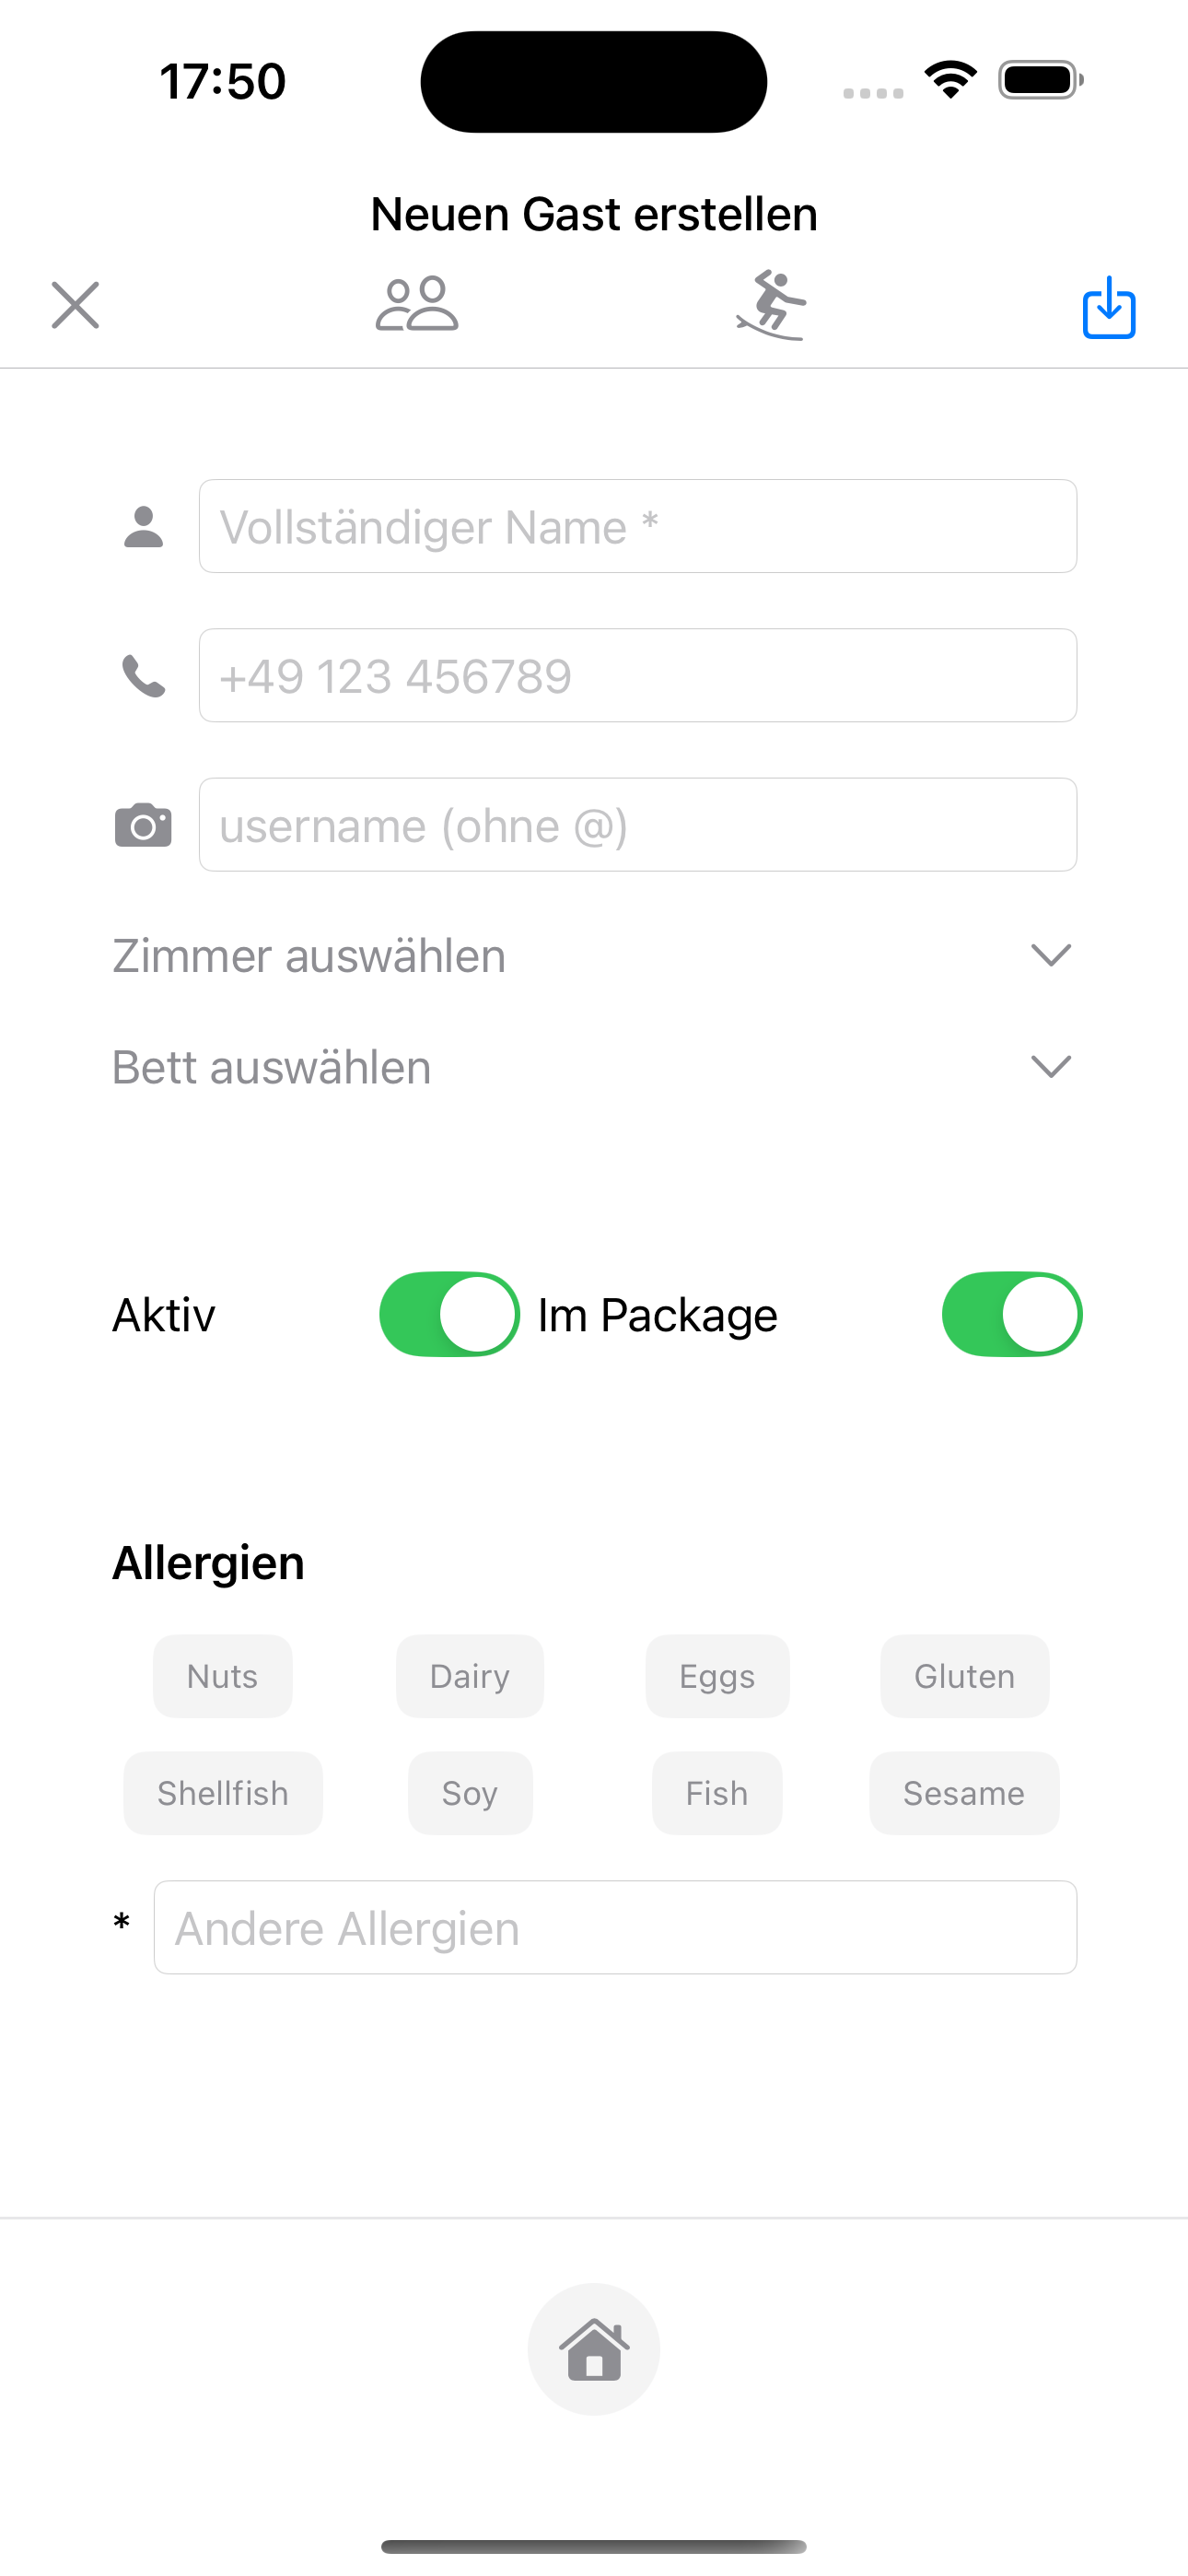 17:50
Neuen Gast erstellen
Vollständiger Name *
+49 123 456789
username (ohne @)
Zimmer auswählen
Bett auswählen
Aktiv Im Package
Allergien
Nuts Dairy Eggs Gluten
Shellfish Soy Fish Sesame
* Andere Allergien